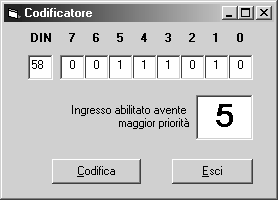 Codificatore
DIN 7 6 5 4 3 2 1 0
58 0 0 1 1 1 0 1 0
Ingresso abilitato avente
maggior priorità
5
Codifica Esci